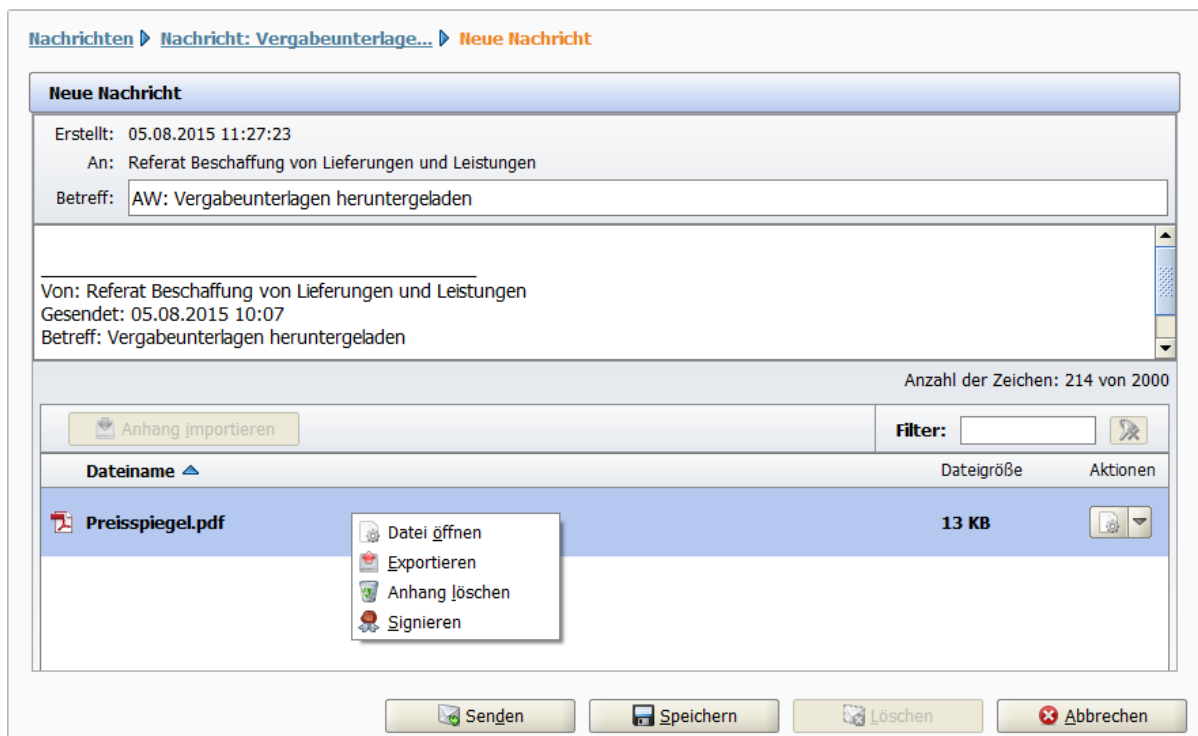 Nachrichten Nachricht: Vergabeunterlage... Neue Nachricht
Neue Nachricht
Erstellt: 05.08.2015 11:27:23
An: Referat Beschaffung von Lieferungen und Leistungen
Betreff: AW: Vergabeunterlagen heruntergeladen
Von: Referat Beschaffung von Lieferungen und Leistungen
Gesendet: 05.08.2015 10:07
Betreff: Vergabeunterlagen heruntergeladen
Anzahl der Zeichen: 214 von 2000
Anhang importieren Filter:
Dateiname Dateigröße Aktionen
Preisspiegel.pdf 13 KB
Datei öffnen
Exportieren
Anhang löschen
Signieren
Senden Speichern Löschen Abbrechen